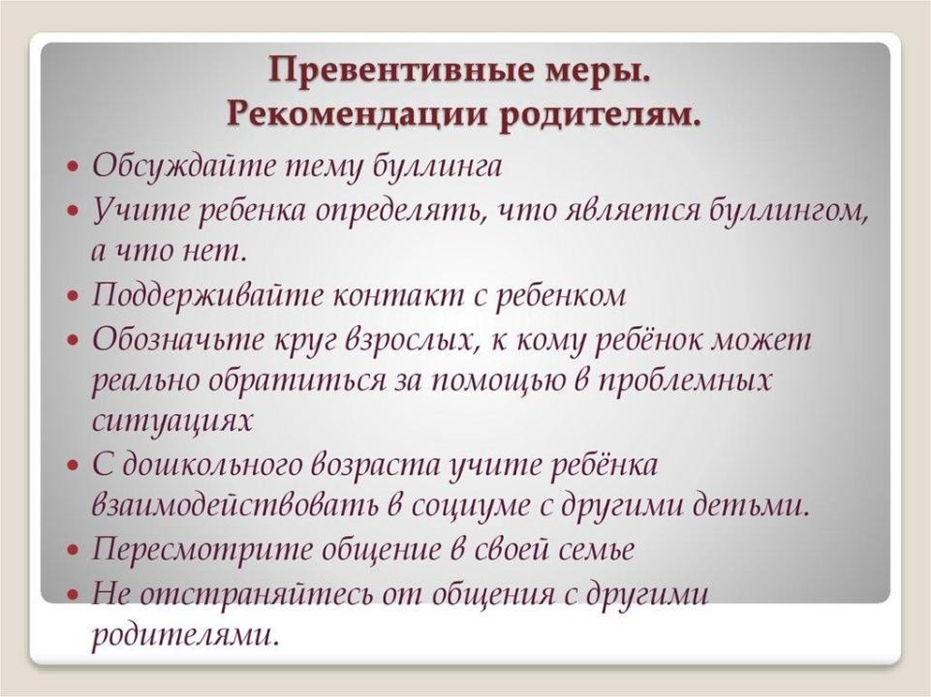 Превентивные меры.
Рекомендации родителям.
• Обсуждайте тему буллинга
• Учите ребенка определять, что является буллингом,
а что нет.
• Поддерживайте контакт с ребенком
• Обозначьте круг взрослых, к кому ребёнок может
реально обратиться за помощью в проблемных
ситуациях
• С дошкольного возраста учите ребёнка
взаимодействовать в социуме с другими детьми.
• Пересмотрите общение в своей семье
• Не отстраняйтесь от общения с другими
родителями.